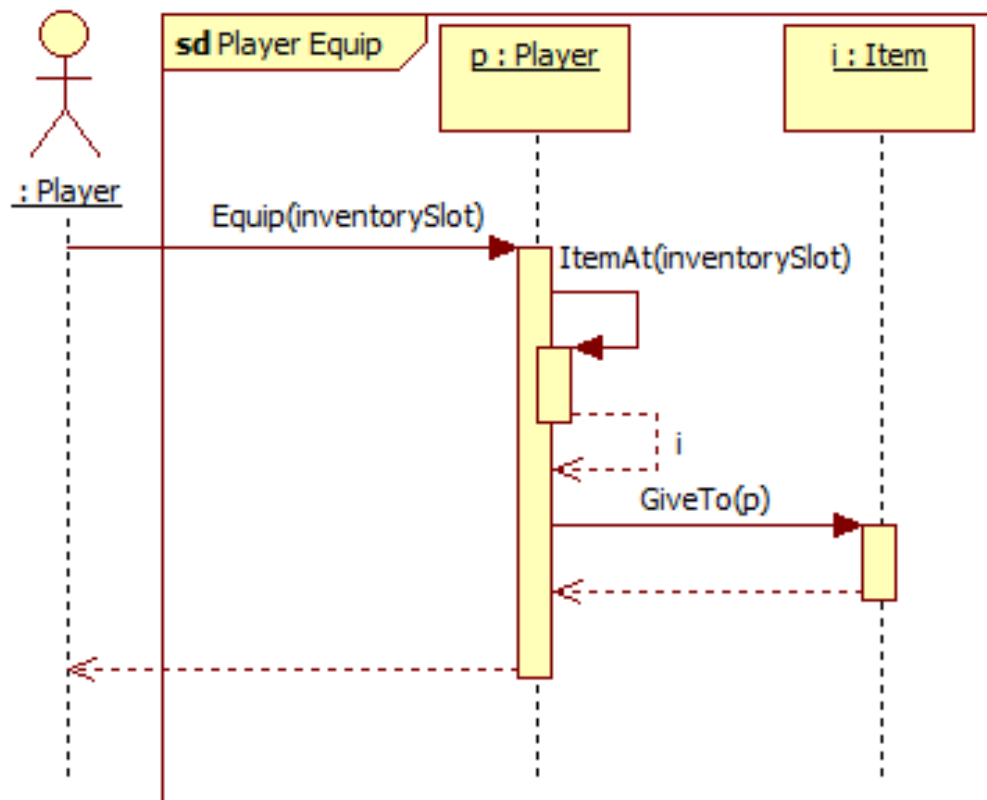 sd Player Equip
p : Player
i : Item
: Player
Equip(inventorySlot)
ItemAt(inventorySlot)
i
GiveTo(p)